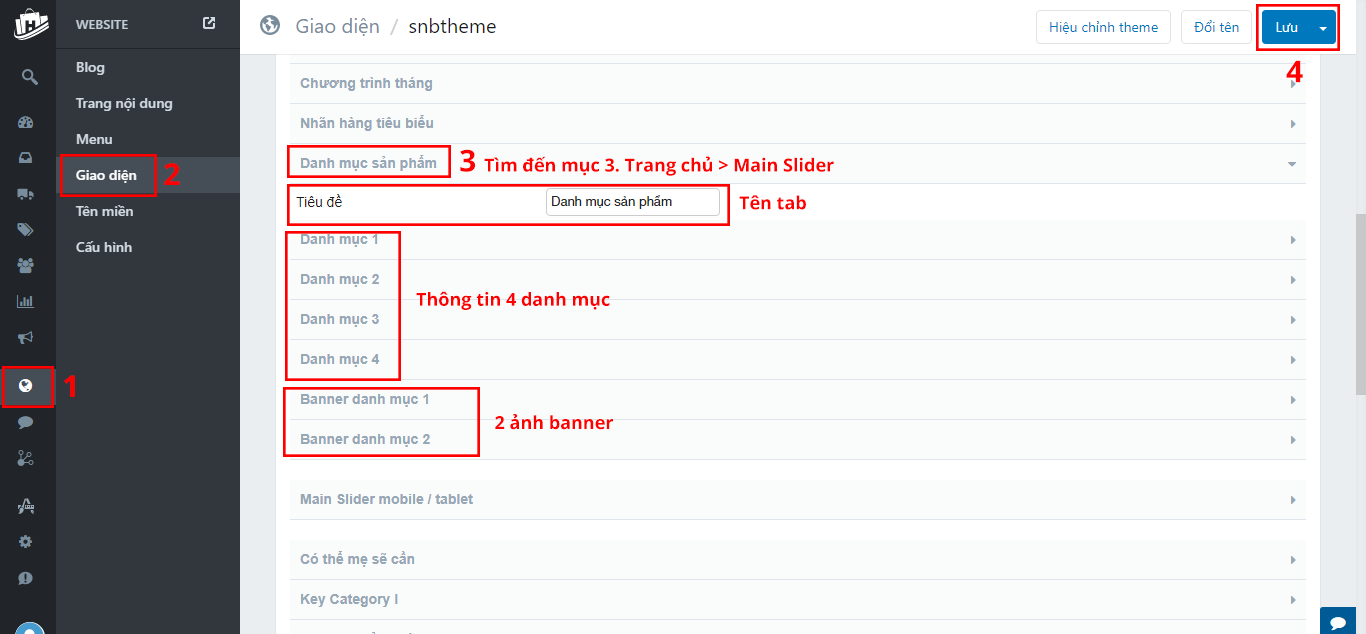 WEBSITE
Giao diện / snbtheme
Hiệu chỉnh theme
Đổi tên
Lưu
4
Blog
Trang nội dung
Menu
Giao diện
2
Tên miền
Cấu hình
1
Chương trình tháng
Nhãn hàng tiêu biểu
Danh mục sản phẩm
3 Tìm đến mục 3. Trang chủ > Main Slider
Tiêu đề
Danh mục sản phẩm
Tên tab
Danh mục 1
Danh mục 2
Thông tin 4 danh mục
Danh mục 3
Danh mục 4
Banner danh mục 1
2 ảnh banner
Banner danh mục 2
Main Slider mobile / tablet
Có thể mẹ sẽ cần
Key Category I